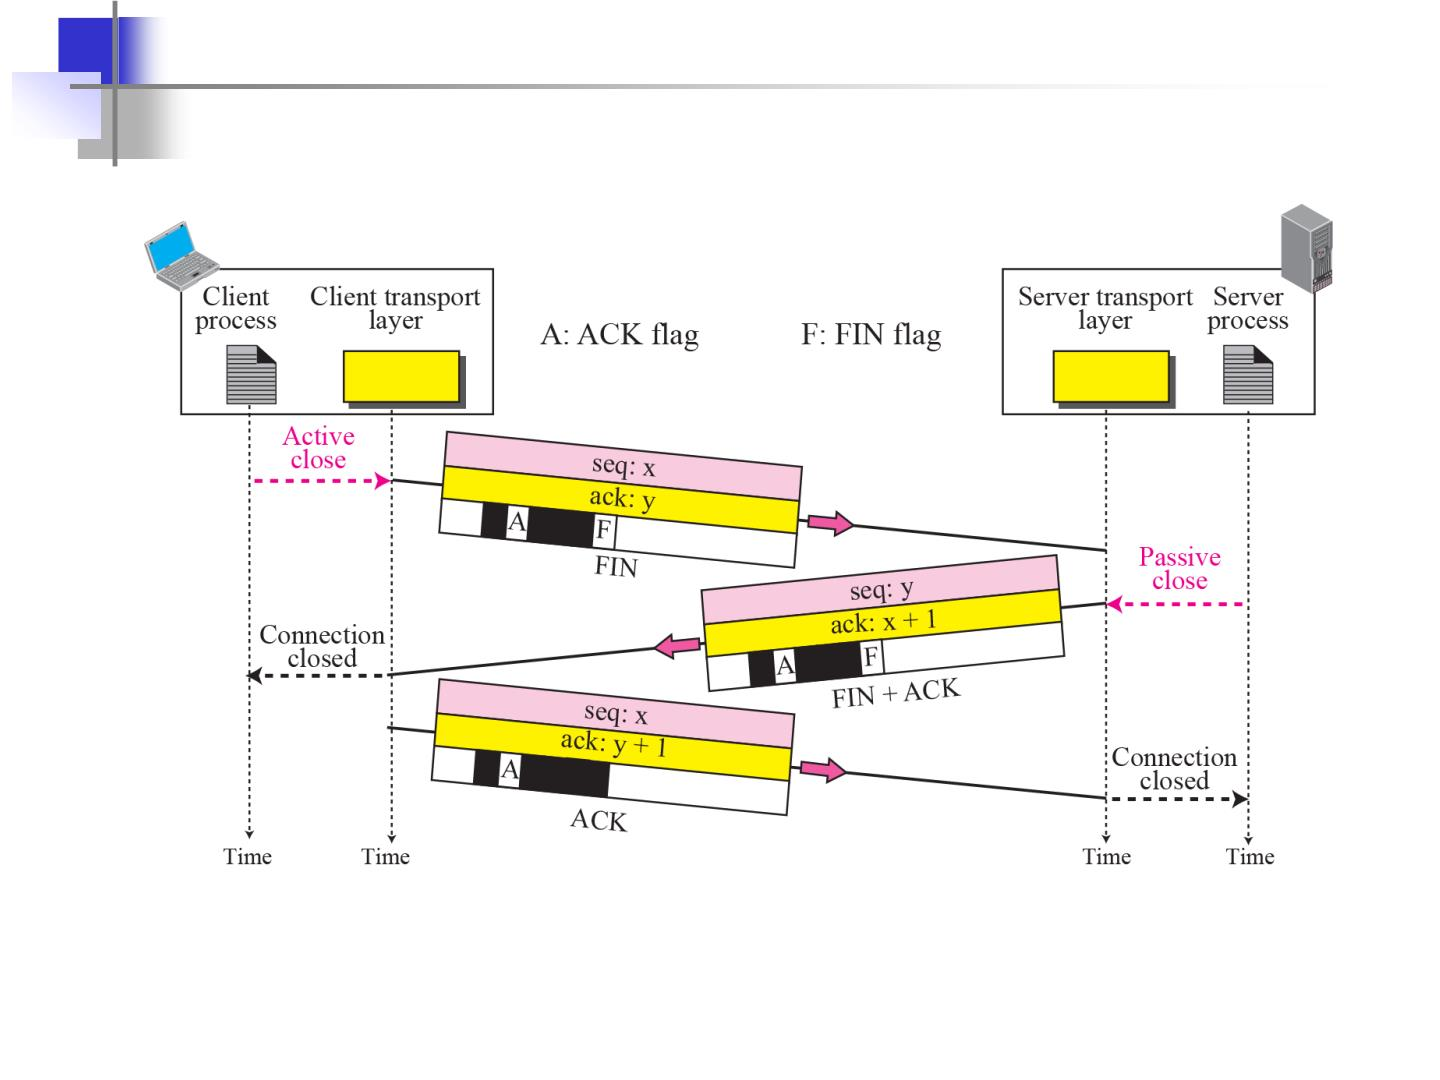 Client
process
Client transport
layer
A: ACK flag
F: FIN flag
Server transport
layer
Server
process
Active
close
seq: x
ack: y
A
F
FIN
Passive
close
seq: y
ack: x + 1
A
F
FIN + ACK
Connection
closed
seq: x
ack: y + 1
A
ACK
Connection
closed
Time
Time
Time
Time